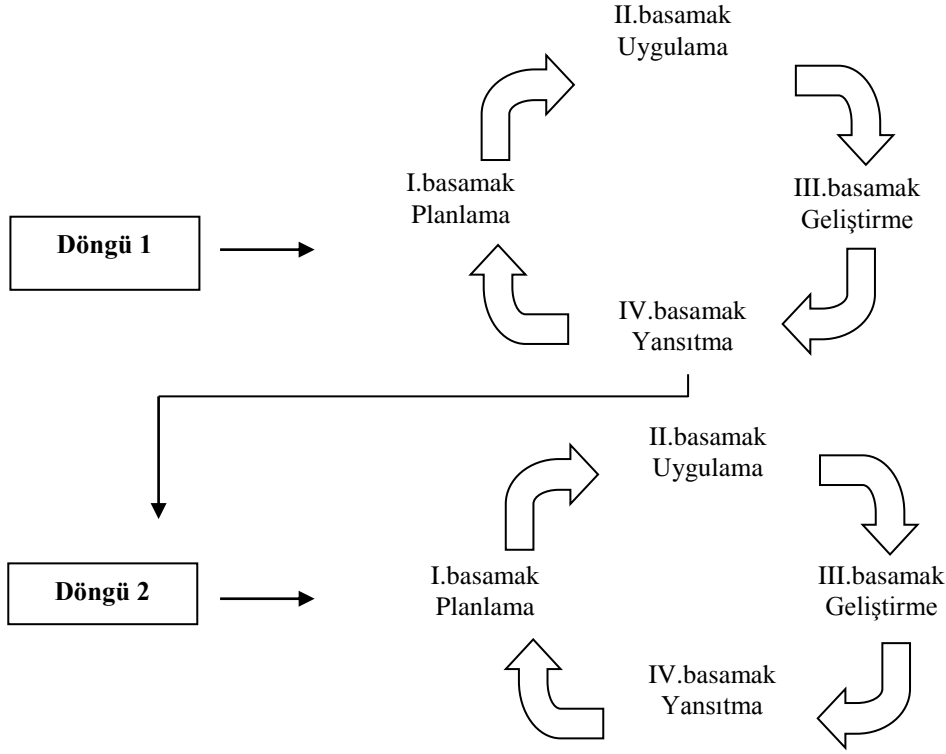 II.basamak
Uygulama
I.basamak
Planlama
III.basamak
Geliştirme
Döngü 1
IV.basamak
Yansıtma
II.basamak
Uygulama
I.basamak
Planlama
III.basamak
Geliştirme
Döngü 2
IV.basamak
Yansıtma